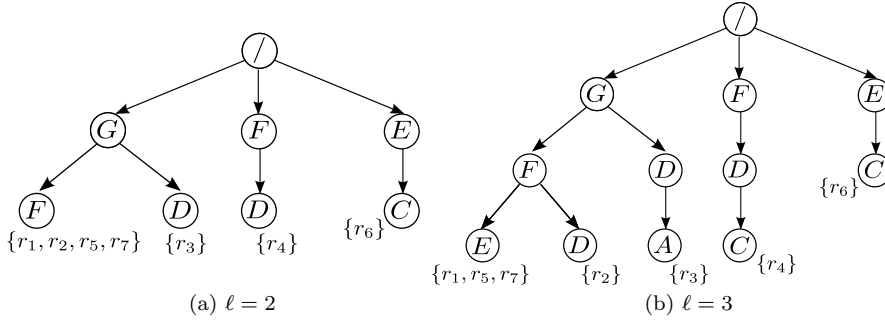 /
G F E
F D D C
{r1, r2, r5, r7} {r3} {r4} {r6}
(a) ℓ = 2
/
G F E
F D D C
{r6}
E D A C
{r1, r5, r7} {r2} {r3} {r4}
(b) ℓ = 3